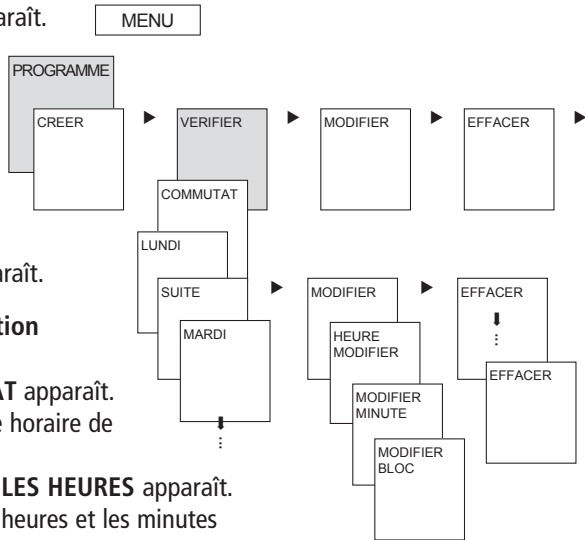 araît.
MENU
PROGRAMME
CREER
VERIFIER
MODIFIER
EFFACER
COMMUTAT
LUNDI
SUITE
MARDI
MODIFIER
HEURE
MODIFIER
MODIFIER
MINUTE
MODIFIER
BLOC
EFFACER
EFFACER
araît.
tion
AT apparaît.
e horaire de
LES HEURES apparaît.
heures et les minutes